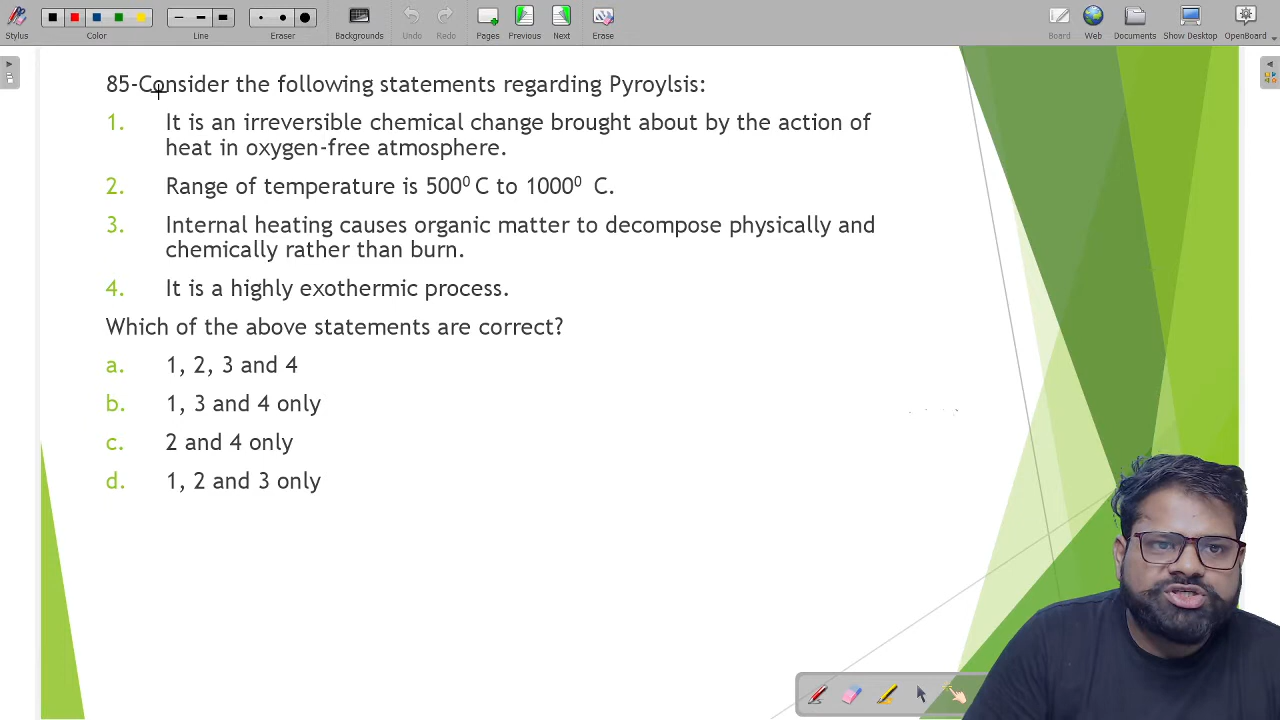 Stylus
Color
Line
Eraser
Backgrounds
Undo
Redo
Pages
Previous
Next
Erase
Board
Web
Documents
Show Desktop
OpenBoard
85-Consider the following statements regarding Pyroylsis:
1. It is an irreversible chemical change brought about by the action of
heat in oxygen-free atmosphere.
2. Range of temperature is 500⁰ C to 1000⁰ C.
3. Internal heating causes organic matter to decompose physically and
chemically rather than burn.
4. It is a highly exothermic process.
Which of the above statements are correct?
a. 1, 2, 3 and 4
b. 1, 3 and 4 only
c. 2 and 4 only
d. 1, 2 and 3 only